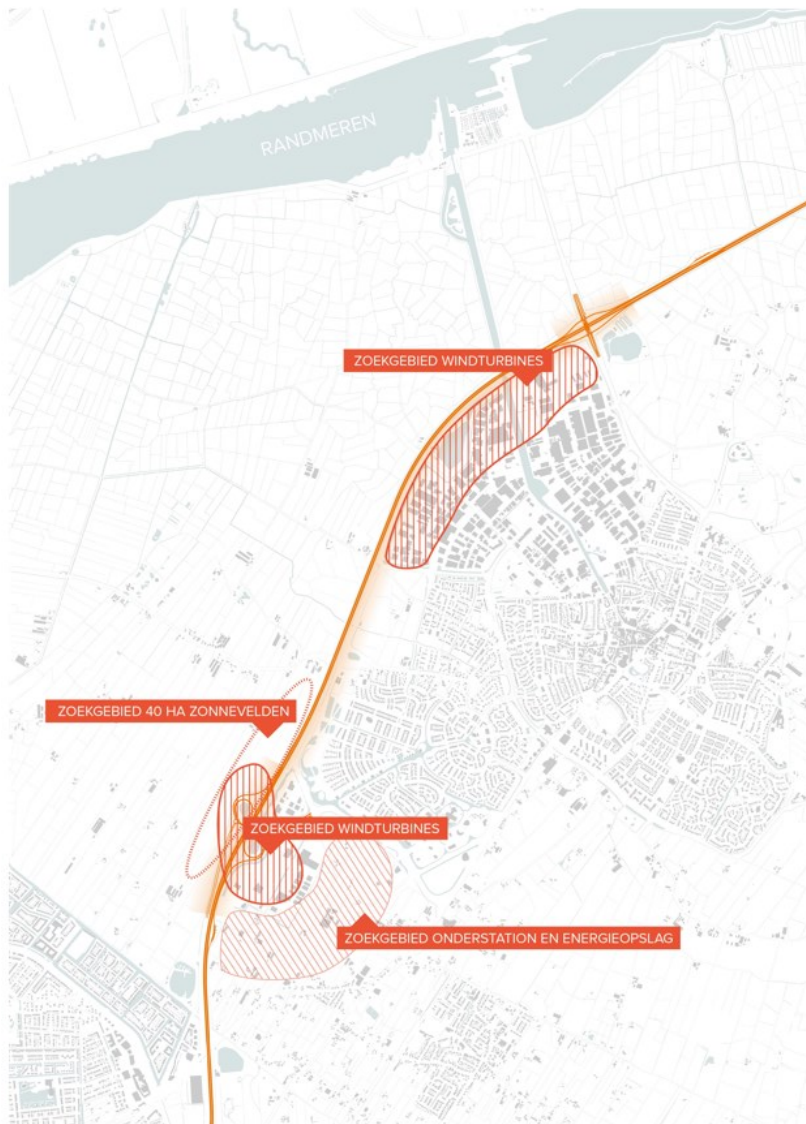 RANDMEREN
ZOEKGEBIED WINDTURBINES
ZOEKGEBIED 40 HA ZONNEVELDEN
ZOEKGEBIED WINDTURBINES
ZOEKGEBIED ONDERSTATION EN ENERGIEOPSLAG